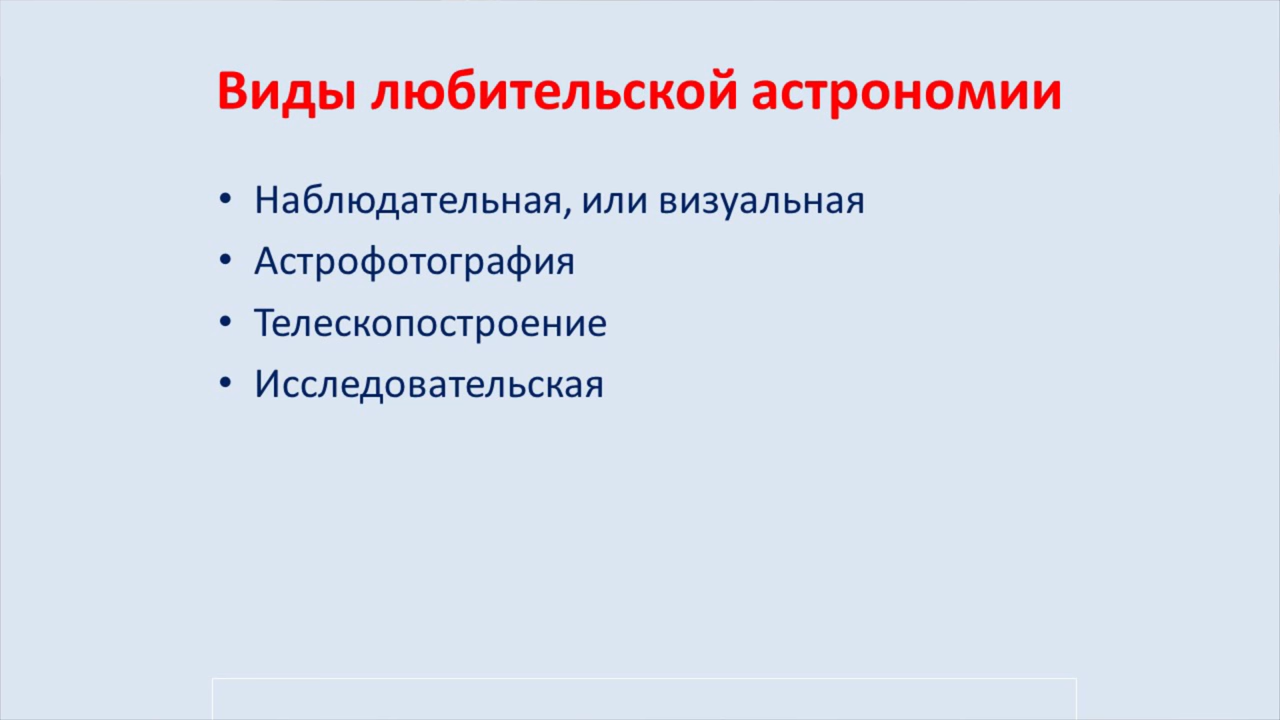 Виды любительской астрономии
• Наблюдательная, или визуальная
• Астрофотография
• Телескопостроение
• Исследовательская